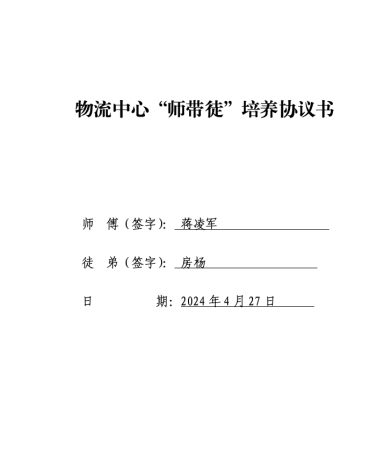 物流中心“师带徒”培养协议书
师 傅（签字）： 蒋凌军
徒 弟（签字）： 房杨
日 期： 2024 年 4 月 27 日